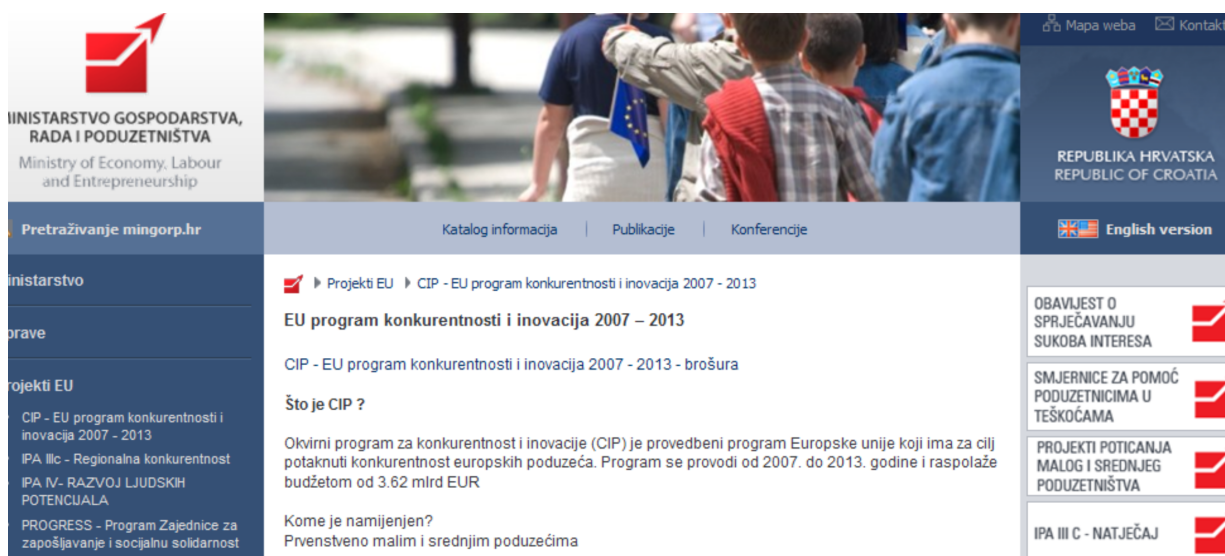 Mapa weba
Kontakt
INISTARSTVO GOSPODARSTVA,
RADA I PODUZETNIŠTVA
Ministry of Economy, Labour
and Entrepreneurship
REPUBLIKA HRVATSKA
REPUBLIC OF CROATIA
Pretraživanje mingorp.hr
Katalog informacija | Publikacije | Konferencije
English version
inistarstvo
prave
rojekti EU
CIP - EU program konkurentnosti i
inovacija 2007 - 2013
IPA IIIc - Regionalna konkurentnost
IPA IV- RAZVOJ LJUDSKIH
POTENCIJALA
PROGRESS - Program Zajednice za
zapošljavanje i socijalnu solidarnost
Projekti EU CIP - EU program konkurentnosti i inovacija 2007 - 2013
EU program konkurentnosti i inovacija 2007 – 2013
CIP - EU program konkurentnosti i inovacija 2007 - 2013 - brošura
Što je CIP ?
Okvirni program za konkurentnost i inovacije (CIP) je provedbeni program Europske unije koji ima za cilj
potaknuti konkurentnost europskih poduzeća. Program se provodi od 2007. do 2013. godine i raspolaže
budžetom od 3.62 mlrd EUR
Kome je namijenjen?
Prvenstveno malim i srednjim poduzećima
OBAVIJEST O
SPRJEČAVANJU
SUKOBA INTERESA
SMJERNICE ZA POMOĆ
PODUZETNICIMA U
TEŠKOĆAMA
PROJEKTI POTICANJA
MALOG I SREDNJEG
PODUZETNIŠTVA
IPA III C - NATJEČAJ